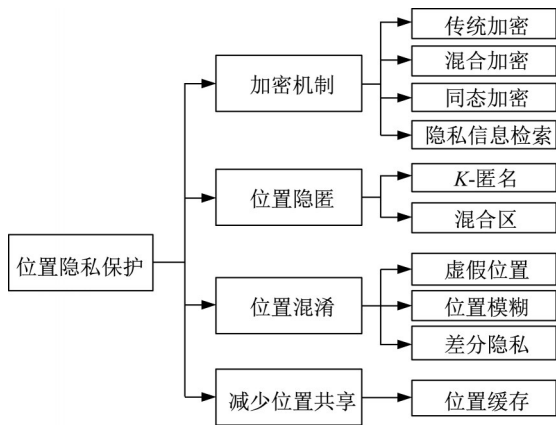 位置隐私保护
加密机制
传统加密
混合加密
同态加密
隐私信息检索
位置隐匿
K-匿名
混合区
位置混淆
虚假位置
位置模糊
差分隐私
减少位置共享
位置缓存